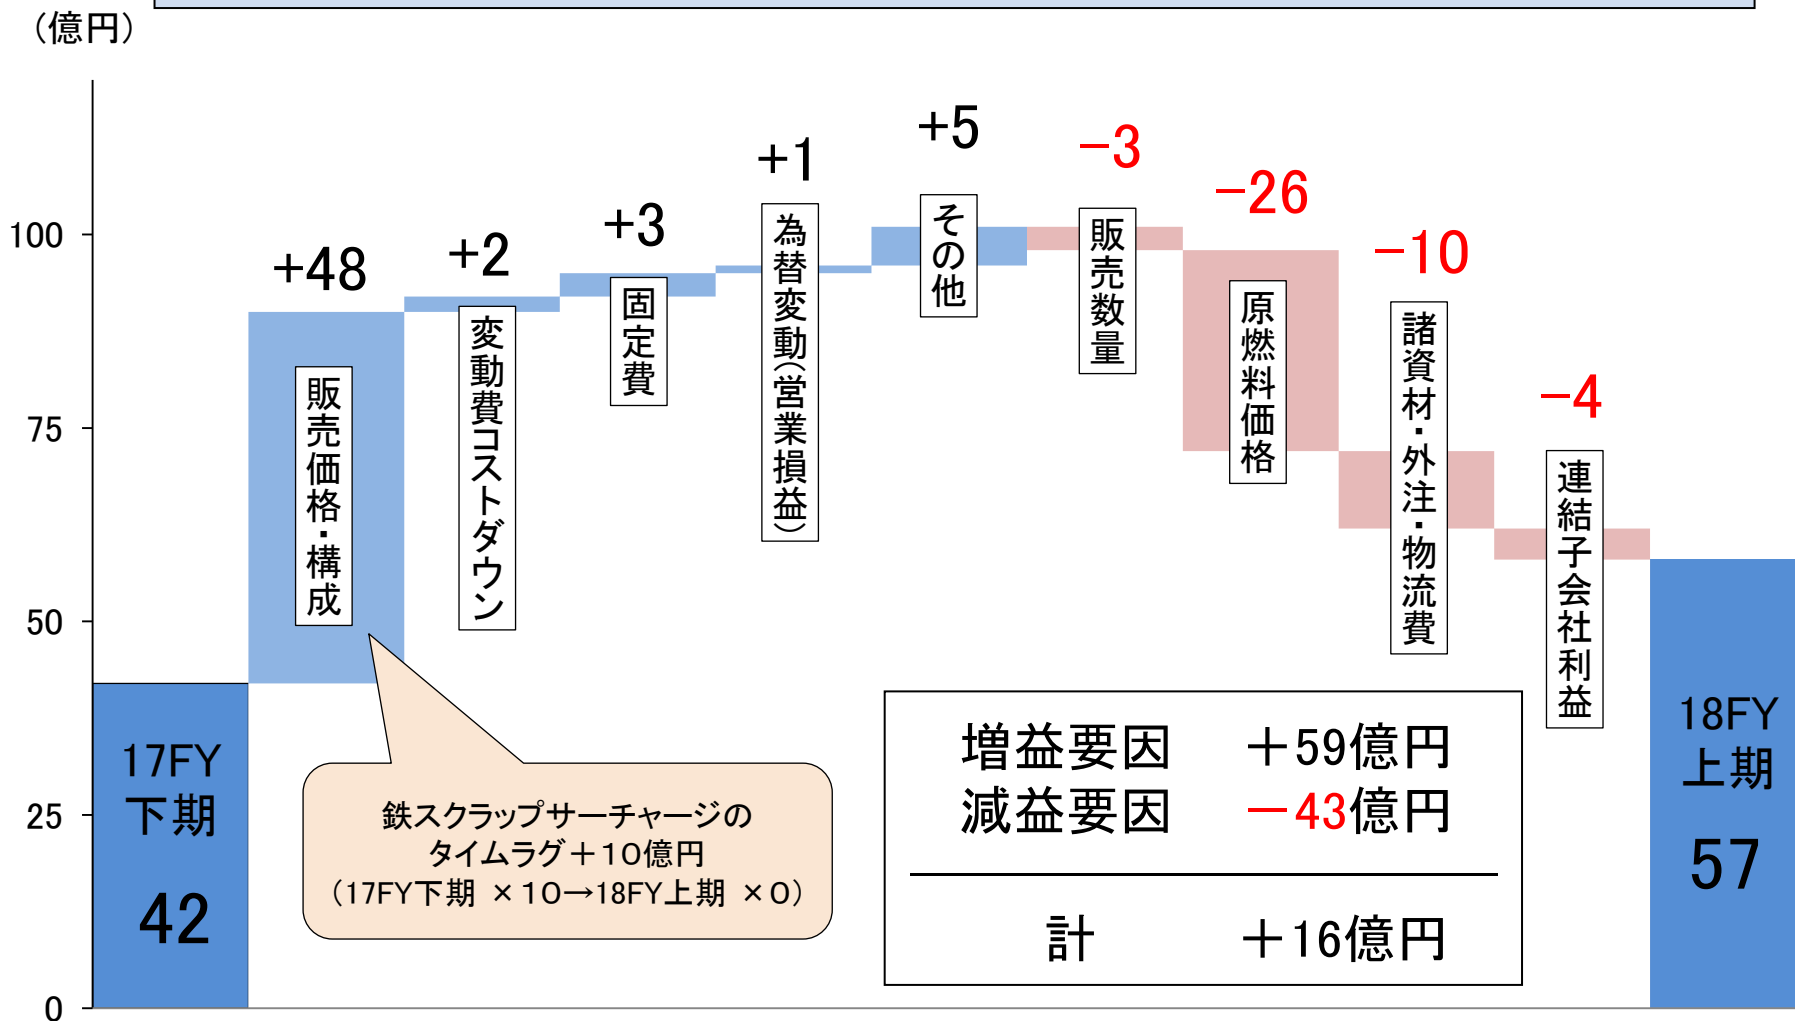 （億円）
100
75
50
25
0
+48
+2
+3
+1
+5
−3
−26
−10
−4
販売価格・構成
変動費コストダウン
固定費
為替変動（営業損益）
その他
販売数量
原燃料価格
諸資材・外注・物流費
連結子会社利益
17FY
下期
42
鉄スクラップサーチャージの
タイムラグ＋１０億円
（17FY下期 ×１０→18FY上期 ×０）
増益要因 ＋59億円
減益要因 −43億円
計 ＋16億円
18FY
上期
57